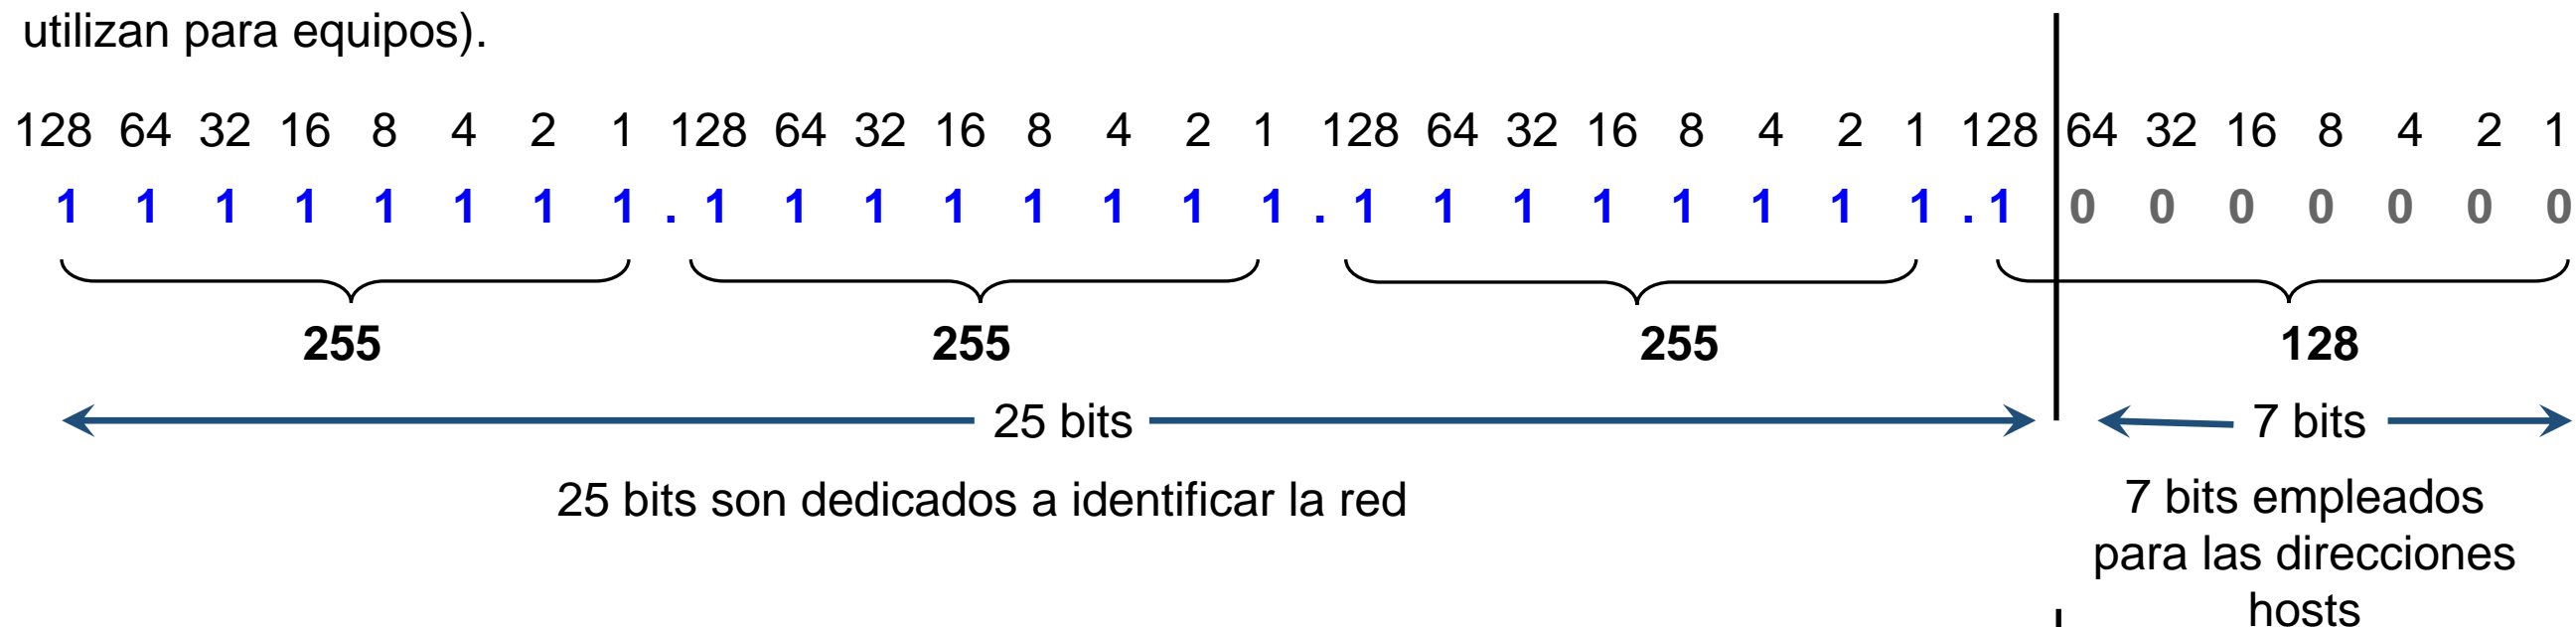 utilizan para equipos).
128 64 32 16 8 4 2 1 128 64 32 16 8 4 2 1 128 64 32 16 8 4 2 1 128 64 32 16 8 4 2 1
1 1 1 1 1 1 1 1 . 1 1 1 1 1 1 1 1 . 1 1 1 1 1 1 1 1 . 1 0 0 0 0 0 0 0
255 255 255 128
25 bits 7 bits
25 bits son dedicados a identificar la red
7 bits empleados
para las direcciones
hosts